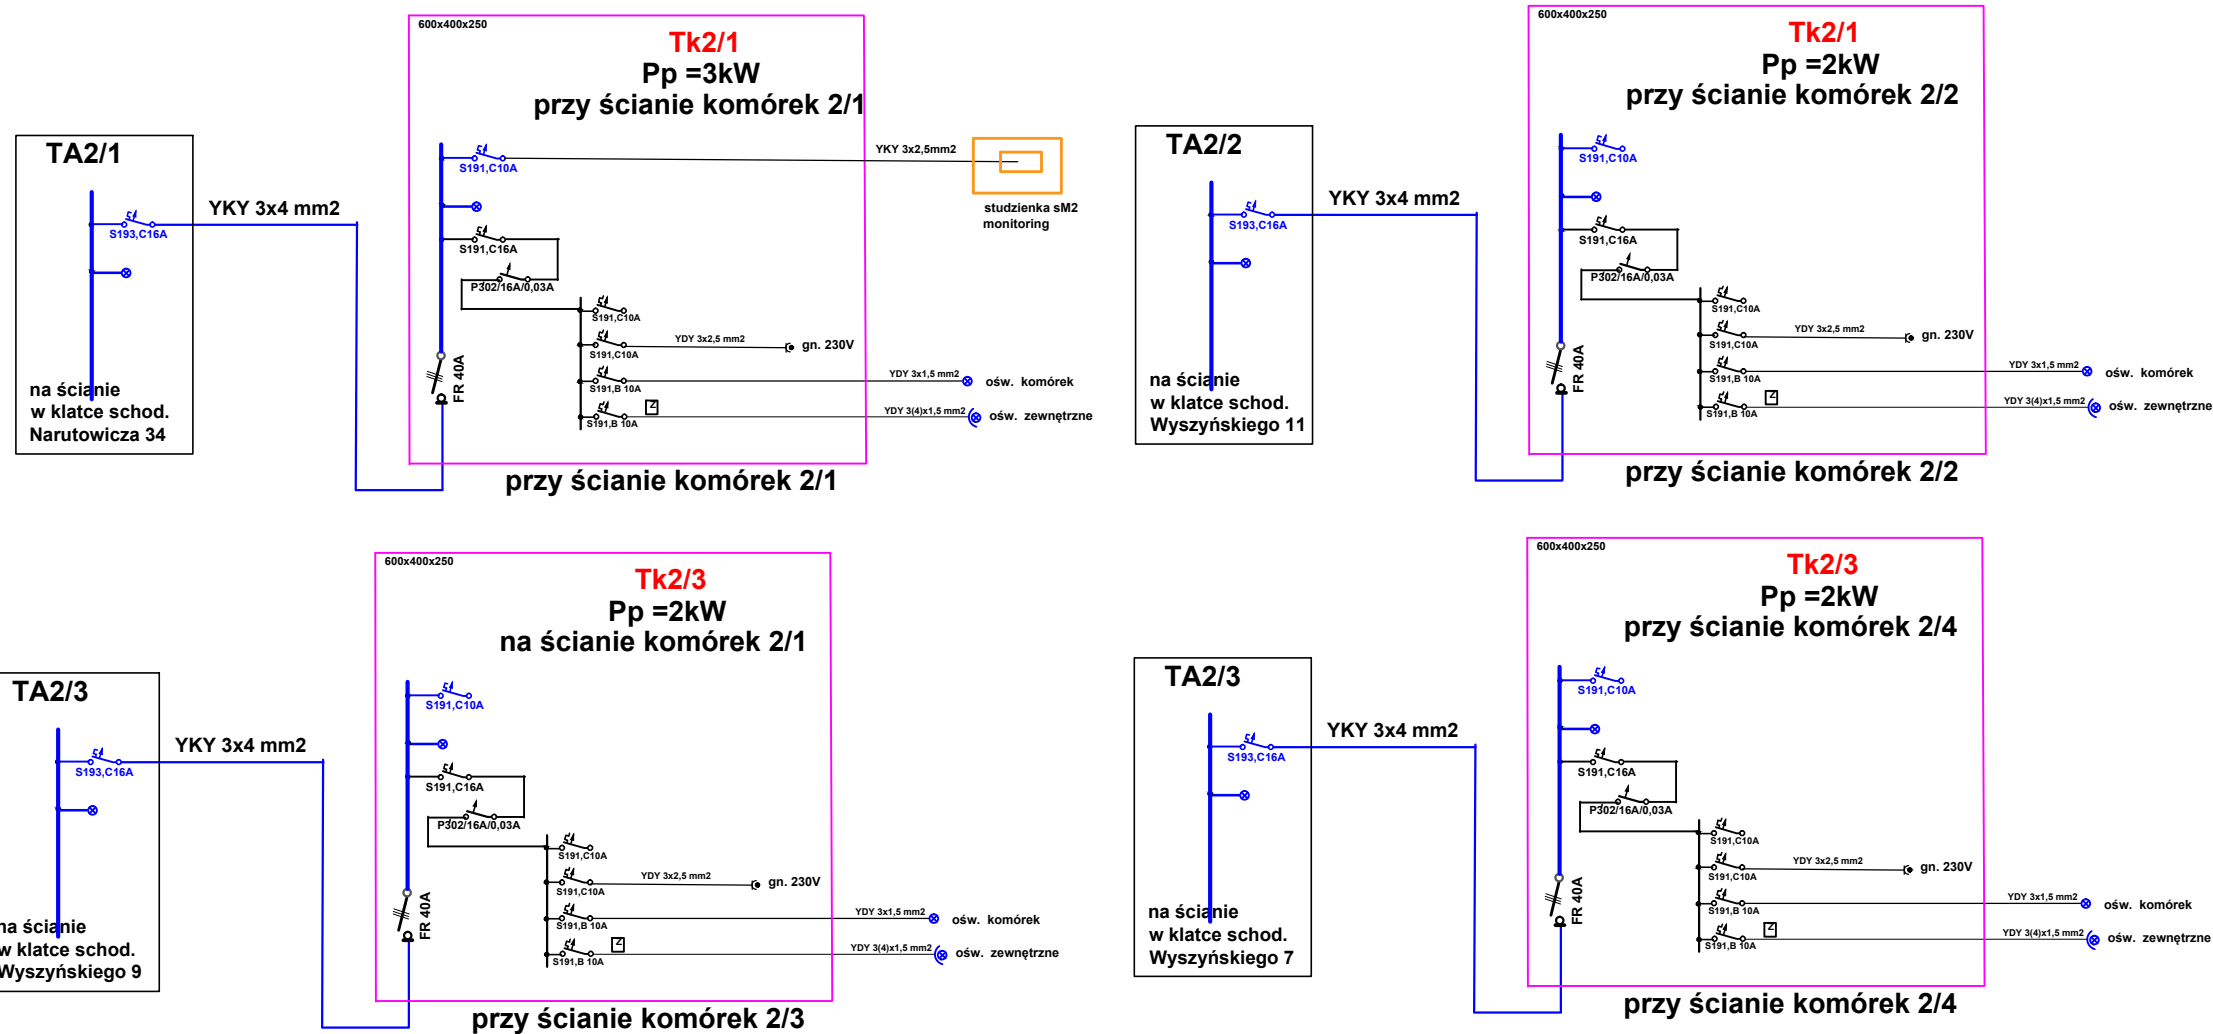 600x400x250
Tk2/1
Pp =3kW
przy ścianie komórek 2/1
TA2/1
S193,C16A
YKY 3x4 mm2
na ścianie
w klatce schod.
Narutowicza 34
S191,C10A
YKY 3x2,5mm2
studzienka sM2
monitoring
S191,C16A
P302/16A/0,03A
S191,C10A
S191,C10A
YDY 3x2,5 mm2
gn. 230V
S191,B 10A
YDY 3x1,5 mm2
ośw. komórek
Z
S191,B 10A
YDY 3(4)x1,5 mm2
ośw. zewnętrzne
FR 40A
przy ścianie komórek 2/1
600x400x250
Tk2/1
Pp =2kW
przy ścianie komórek 2/2
TA2/2
S193,C16A
YKY 3x4 mm2
na ścianie
w klatce schod.
Wyszyńskiego 11
S191,C10A
S191,C16A
P302/16A/0,03A
S191,C10A
S191,C10A
YDY 3x2,5 mm2
gn. 230V
S191,B 10A
YDY 3x1,5 mm2
ośw. komórek
Z
S191,B 10A
YDY 3(4)x1,5 mm2
ośw. zewnętrzne
FR 40A
przy ścianie komórek 2/2
600x400x250
Tk2/3
Pp =2kW
na ścianie komórek 2/1
TA2/3
S193,C16A
YKY 3x4 mm2
na ścianie
w klatce schod.
Wyszyńskiego 9
S191,C10A
S191,C16A
P302/16A/0,03A
S191,C10A
S191,C10A
YDY 3x2,5 mm2
gn. 230V
S191,B 10A
YDY 3x1,5 mm2
ośw. komórek
Z
S191,B 10A
YDY 3(4)x1,5 mm2
ośw. zewnętrzne
FR 40A
przy ścianie komórek 2/3
600x400x250
Tk2/3
Pp =2kW
przy ścianie komórek 2/4
TA2/3
S193,C16A
YKY 3x4 mm2
na ścianie
w klatce schod.
Wyszyńskiego 7
S191,C10A
S191,C16A
P302/16A/0,03A
S191,C10A
S191,C10A
YDY 3x2,5 mm2
gn. 230V
S191,B 10A
YDY 3x1,5 mm2
ośw. komórek
Z
S191,B 10A
YDY 3(4)x1,5 mm2
ośw. zewnętrzne
FR 40A
przy ścianie komórek 2/4